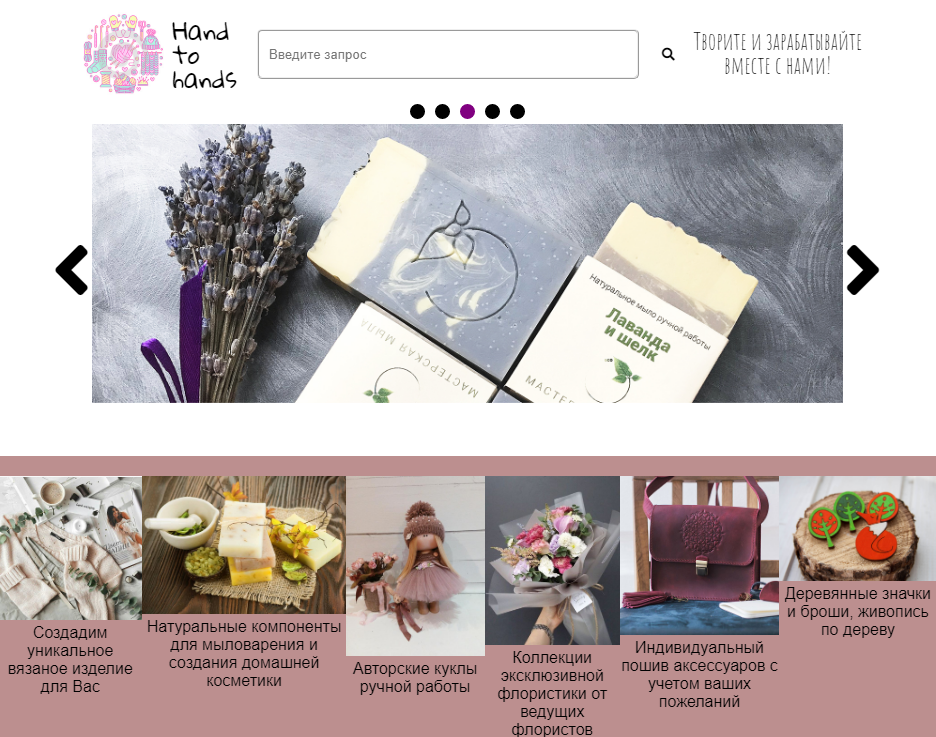 Hand
to
hands
Введите запрос
Творите и зарабатывайте
вместе с нами!
Натуральное мыло ручной работы
Лаванда
и шелк
МАСТЕРСКАЯ МЫЛА
МАСТЕ
Создадим
уникальное
вязаное изделие
для Вас
Натуральные компоненты
для мыловарения и
создания домашней
косметики
Авторские куклы
ручной работы
Коллекции
эксклюзивной
флористики от
ведущих
флористов
Индивидуальный
пошив аксессуаров с
учетом ваших
пожеланий
Деревянные значки
и броши, живопись
по дереву